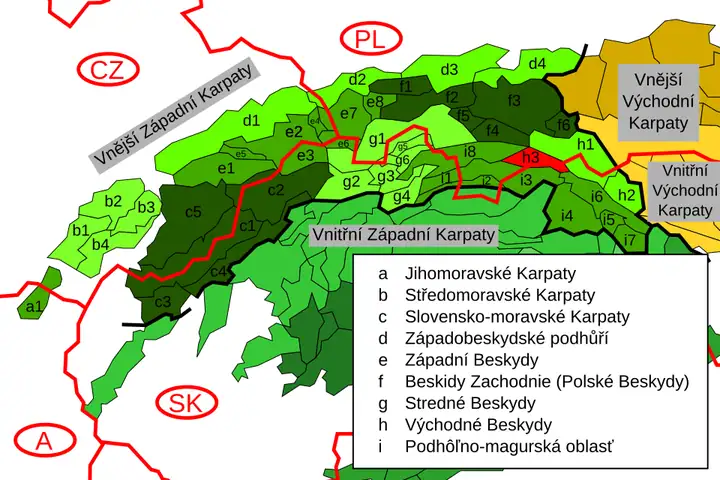 PL
CZ
Vnější Západní Karpaty
Vnější
Východní
Karpaty
Vnitřní
Východní
Karpaty
Vnitřní Západní Karpaty
d1
d2
d3
d4
e1
e2
e3
e4
e5
e6
e7
e8
f1
f2
f3
f4
f5
f6
g1
g2
g3
g4
g5
g6
h1
h2
h3
i1
i2
i3
i4
i5
i6
i7
i8
b1
b2
b3
b4
c1
c2
c3
c4
c5
a1
SK
A
a Jihomoravské Karpaty
b Středomoravské Karpaty
c Slovensko-moravské Karpaty
d Západobeskydské podhůří
e Západní Beskydy
f Beskidy Zachodnie (Polské Beskydy)
g Stredné Beskydy
h Východné Beskydy
i Podhôľno-magurská oblasť